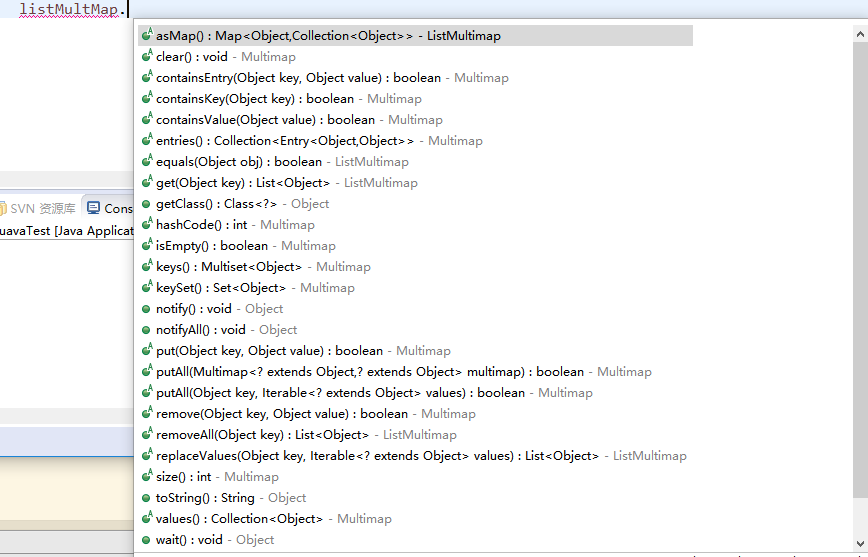 listMultMap.
asMap() : Map<Object,Collection<Object>> - ListMultimap
clear() : void - Multimap
containsEntry(Object key, Object value) : boolean - Multimap
containsKey(Object key) : boolean - Multimap
containsValue(Object value) : boolean - Multimap
entries() : Collection<Entry<Object,Object>> - Multimap
equals(Object obj) : boolean - ListMultimap
get(Object key) : List<Object> - ListMultimap
getClass() : Class<?> - Object
hashCode() : int - Multimap
isEmpty() : boolean - Multimap
keys() : Multiset<Object> - Multimap
keySet() : Set<Object> - Multimap
notify() : void - Object
notifyAll() : void - Object
put(Object key, Object value) : boolean - Multimap
putAll(Multimap<? extends Object,? extends Object> multimap) : boolean - Multimap
putAll(Object key, Iterable<? extends Object> values) : boolean - Multimap
remove(Object key, Object value) : boolean - Multimap
removeAll(Object key) : List<Object> - ListMultimap
replaceValues(Object key, Iterable<? extends Object> values) : List<Object> - ListMultimap
size() : int - Multimap
toString() : String - Object
values() : Collection<Object> - Multimap
wait() : void - Object
SVN 资源库 Cons
uavaTest [Java Applicat